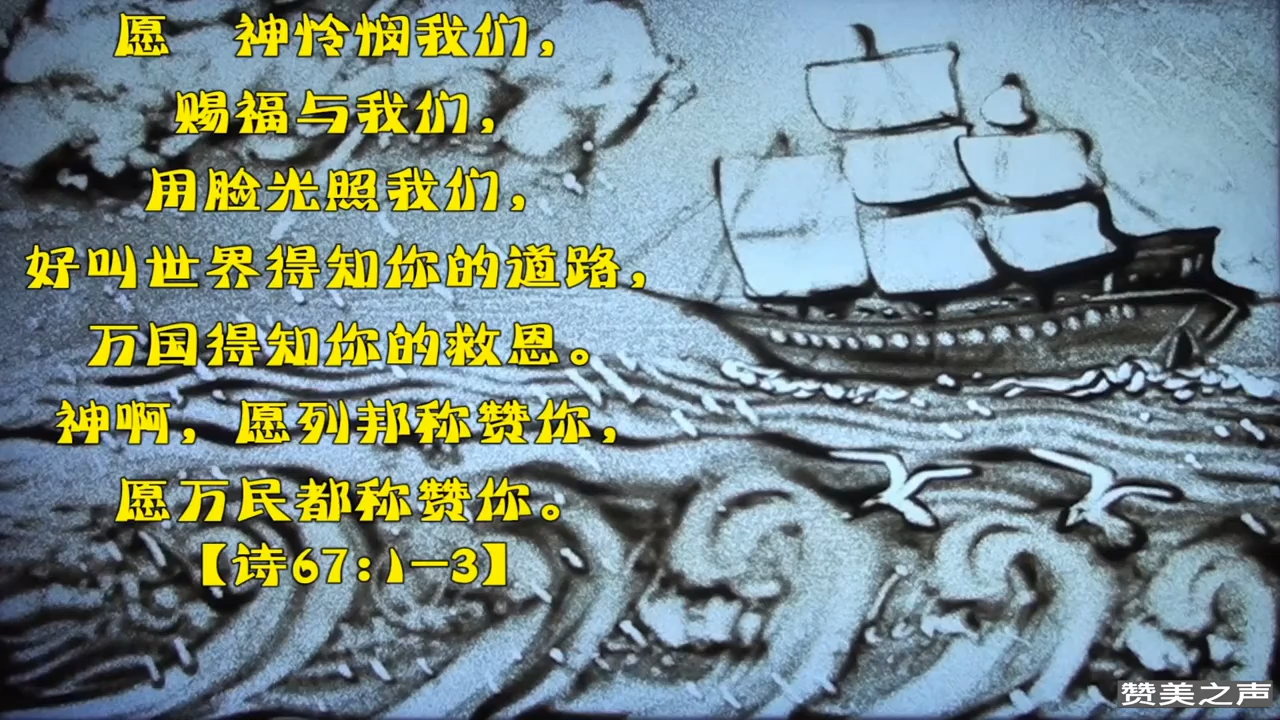 愿　神怜悯我们，
赐福与我们，
用脸光照我们，
好叫世界得知你的道路，
万国得知你的救恩。
神啊，愿列邦称赞你，
愿万民都称赞你。
【诗67:1—3】
赞美之声